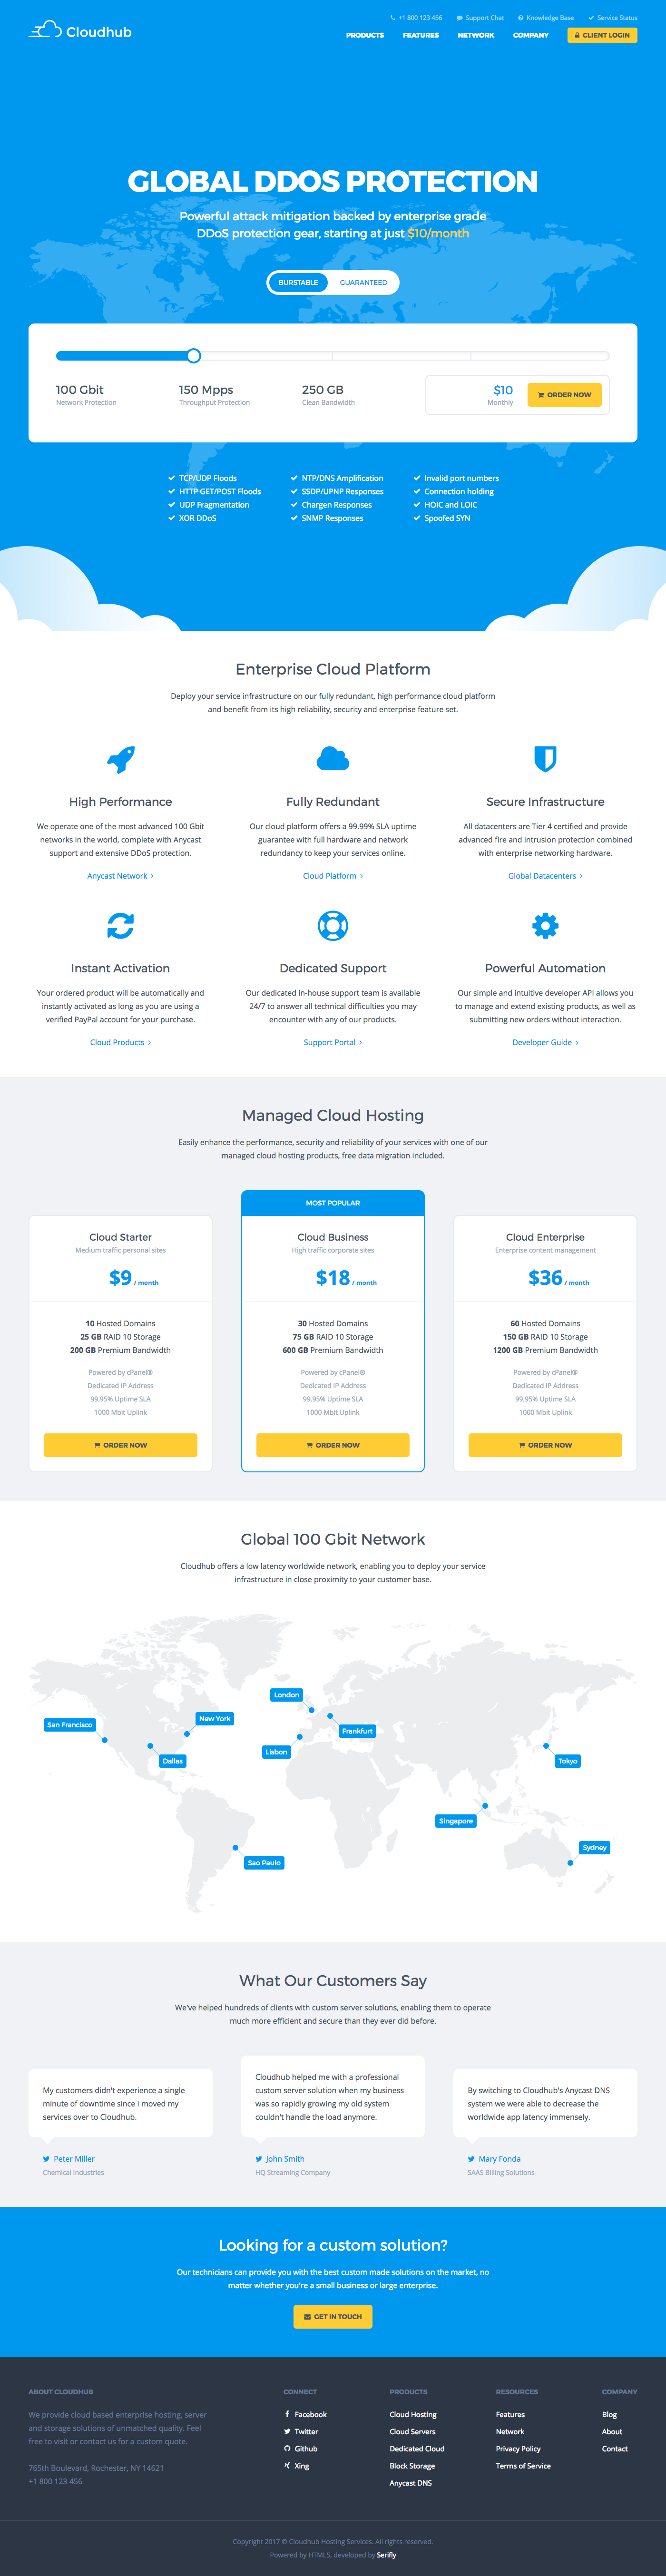 +1 800 123 456 Support Chat Knowledge Base Service Status
Cloudhub
PRODUCTS FEATURES NETWORK COMPANY CLIENT LOGIN
GLOBAL DDOS PROTECTION
Powerful attack mitigation backed by enterprise grade
DDoS protection gear, starting at just $10/month
BURSTABLE GUARANTEED
100 Gbit
Network Protection
150 Mpps
Throughput Protection
250 GB
Clean Bandwidth
$10
Monthly
ORDER NOW
TCP/UDP Floods
HTTP GET/POST Floods
UDP Fragmentation
XOR DDoS
NTP/DNS Amplification
SSDP/UPNP Responses
Chargen Responses
SNMP Responses
Invalid port numbers
Connection holding
HOIC and LOIC
Spoofed SYN
Enterprise Cloud Platform
Deploy your service infrastructure on our fully redundant, high performance cloud platform
and benefit from its high reliability, security and enterprise feature set.
High Performance
We operate one of the most advanced 100 Gbit
networks in the world, complete with Anycast
support and extensive DDoS protection.
Anycast Network >
Fully Redundant
Our cloud platform offers a 99.99% SLA uptime
guarantee with full hardware and network
redundancy to keep your services online.
Cloud Platform >
Secure Infrastructure
All datacenters are Tier 4 certified and provide
advanced fire and intrusion protection combined
with enterprise networking hardware.
Global Datacenters >
Instant Activation
Your ordered product will be automatically and
instantly activated as long as you are using a
verified PayPal account for your purchase.
Cloud Products >
Dedicated Support
Our dedicated in-house support team is available
24/7 to answer all technical difficulties you may
encounter with any of our products.
Support Portal >
Powerful Automation
Our simple and intuitive developer API allows you
to manage and extend existing products, as well as
submitting new orders without interaction.
Developer Guide >
Managed Cloud Hosting
Easily enhance the performance, security and reliability of your services with one of our
managed cloud hosting products, free data migration included.
Cloud Starter
Medium traffic personal sites
$9 / month
10 Hosted Domains
25 GB RAID 10 Storage
200 GB Premium Bandwidth
Powered by cPanel®
Dedicated IP Address
99.95% Uptime SLA
1000 Mbit Uplink
ORDER NOW
MOST POPULAR
Cloud Business
High traffic corporate sites
$18 / month
30 Hosted Domains
75 GB RAID 10 Storage
600 GB Premium Bandwidth
Powered by cPanel®
Dedicated IP Address
99.95% Uptime SLA
1000 Mbit Uplink
ORDER NOW
Cloud Enterprise
Enterprise content management
$36 / month
60 Hosted Domains
150 GB RAID 10 Storage
1200 GB Premium Bandwidth
Powered by cPanel®
Dedicated IP Address
99.95% Uptime SLA
1000 Mbit Uplink
ORDER NOW
Global 100 Gbit Network
Cloudhub offers a low latency worldwide network, enabling you to deploy your service
infrastructure in close proximity to your customer base.
London
New York
San Francisco
Frankfurt
Lisbon
Dallas
Tokyo
Singapore
Sydney
Sao Paulo
What Our Customers Say
We've helped hundreds of clients with custom server solutions, enabling them to operate
much more efficient and secure than they ever did before.
My customers didn't experience a single
minute of downtime since I moved my
services over to Cloudhub.
Peter Miller
Chemical Industries
Cloudhub helped me with a professional
custom server solution when my business
was so rapidly growing my old system
couldn't handle the load anymore.
John Smith
HQ Streaming Company
By switching to Cloudhub's Anycast DNS
system we were able to decrease the
worldwide app latency immensely.
Mary Fonda
SAAS Billing Solutions
Looking for a custom solution?
Our technicians can provide you with the best custom made solutions on the market, no
matter whether you're a small business or large enterprise.
GET IN TOUCH
ABOUT CLOUDHUB
We provide cloud based enterprise hosting, server
and storage solutions of unmatched quality. Feel
free to visit or contact us for a custom quote.
765th Boulevard, Rochester, NY 14621
+1 800 123 456
CONNECT
Facebook
Twitter
Github
Xing
PRODUCTS
Cloud Hosting
Cloud Servers
Dedicated Cloud
Block Storage
Anycast DNS
RESOURCES
Features
Network
Privacy Policy
Terms of Service
COMPANY
Blog
About
Contact
Copyright 2017 © Cloudhub Hosting Services. All rights reserved.
Powered by HTML5, developed by Serifly